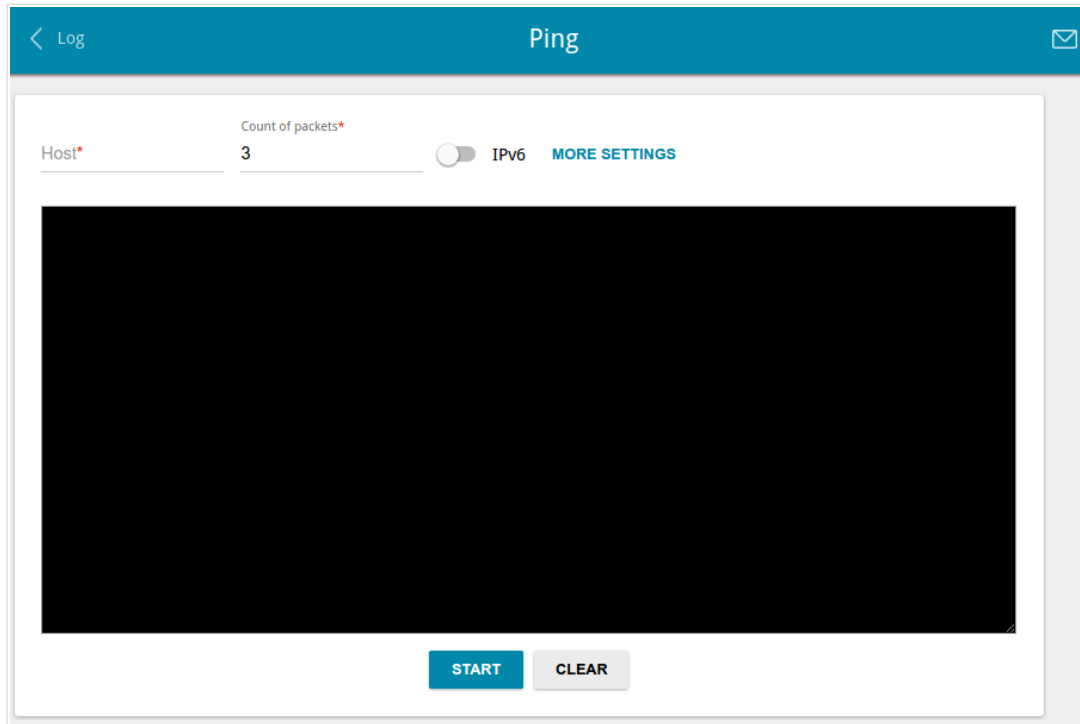 Log
Ping
Count of packets*
Host*
3
IPv6
MORE SETTINGS
START
CLEAR